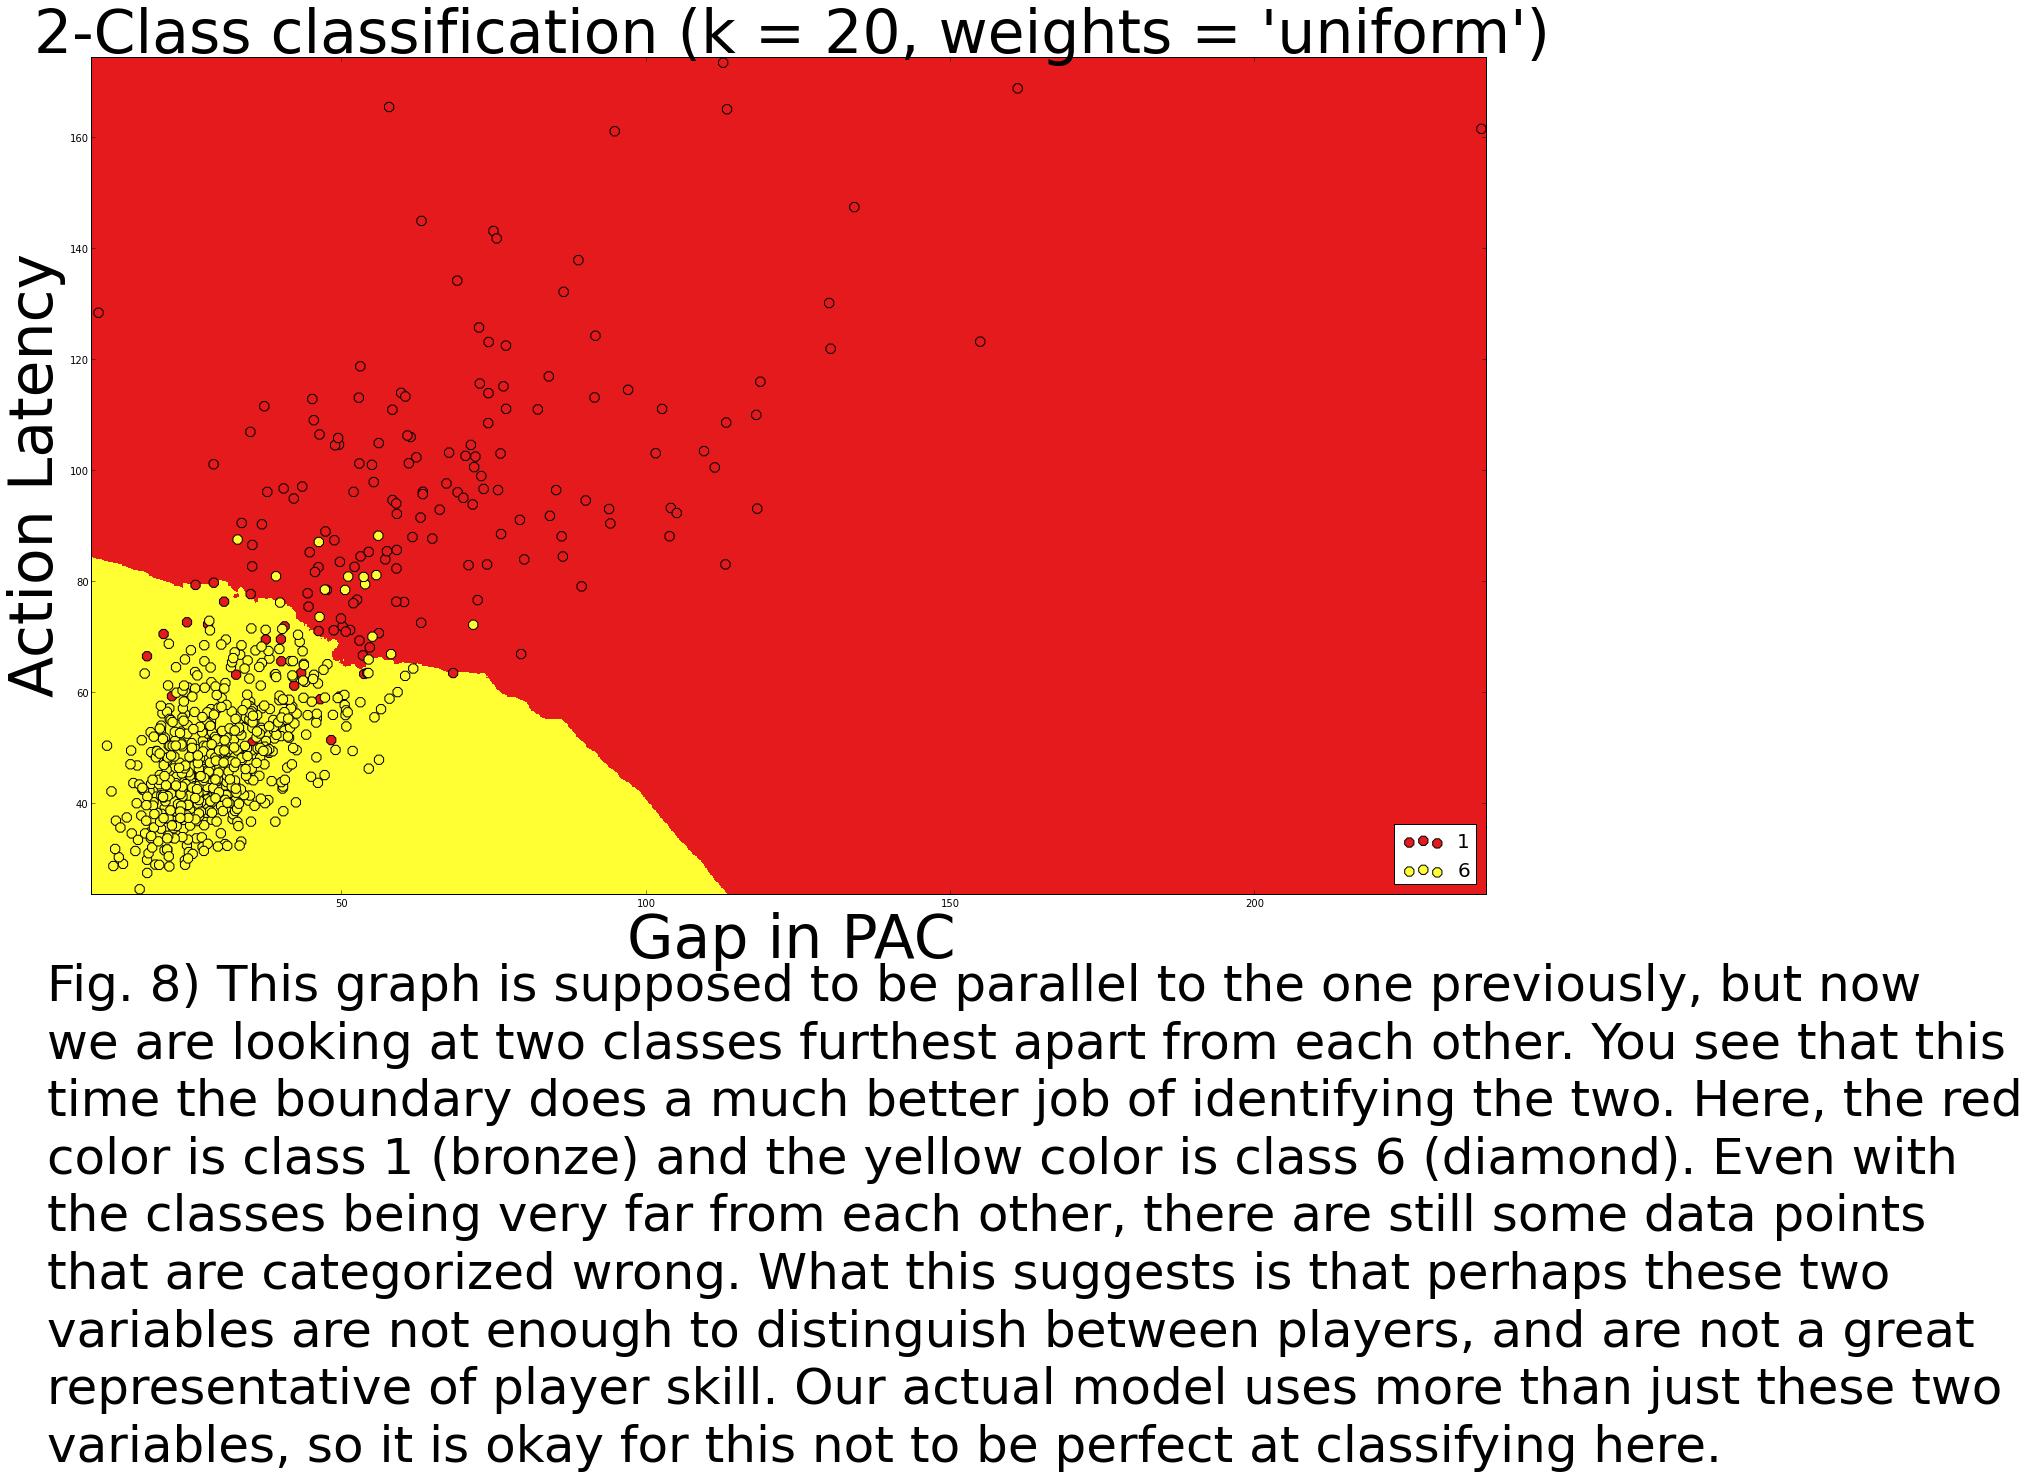 2-Class classification (k = 20, weights = 'uniform')
Action Latency
160
140
120
100
80
60
40
1
6
50
100
150
200
Gap in PAC
Fig. 8) This graph is supposed to be parallel to the one previously, but now
we are looking at two classes furthest apart from each other. You see that this
time the boundary does a much better job of identifying the two. Here, the red
color is class 1 (bronze) and the yellow color is class 6 (diamond). Even with
the classes being very far from each other, there are still some data points
that are categorized wrong. What this suggests is that perhaps these two
variables are not enough to distinguish between players, and are not a great
representative of player skill. Our actual model uses more than just these two
variables, so it is okay for this not to be perfect at classifying here.